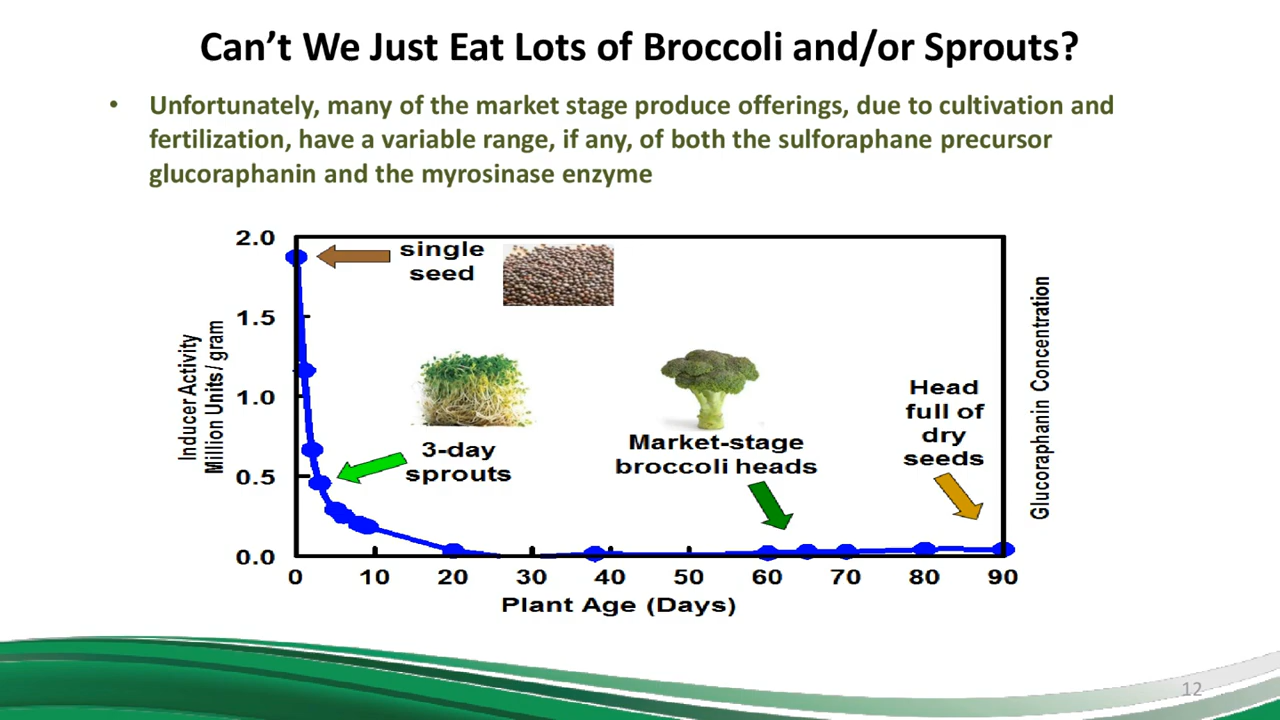 Can’t We Just Eat Lots of Broccoli and/or Sprouts?
• Unfortunately, many of the market stage produce offerings, due to cultivation and
fertilization, have a variable range, if any, of both the sulforaphane precursor
glucoraphanin and the myrosinase enzyme
Inducer Activity
Million Units / gram
2.0
1.5
1.0
0.5
0.0
single
seed
3-day
sprouts
Market-stage
broccoli heads
Head
full of
dry
seeds
Glucoraphanin Concentration
0 10 20 30 40 50 60 70 80 90
Plant Age (Days)
12